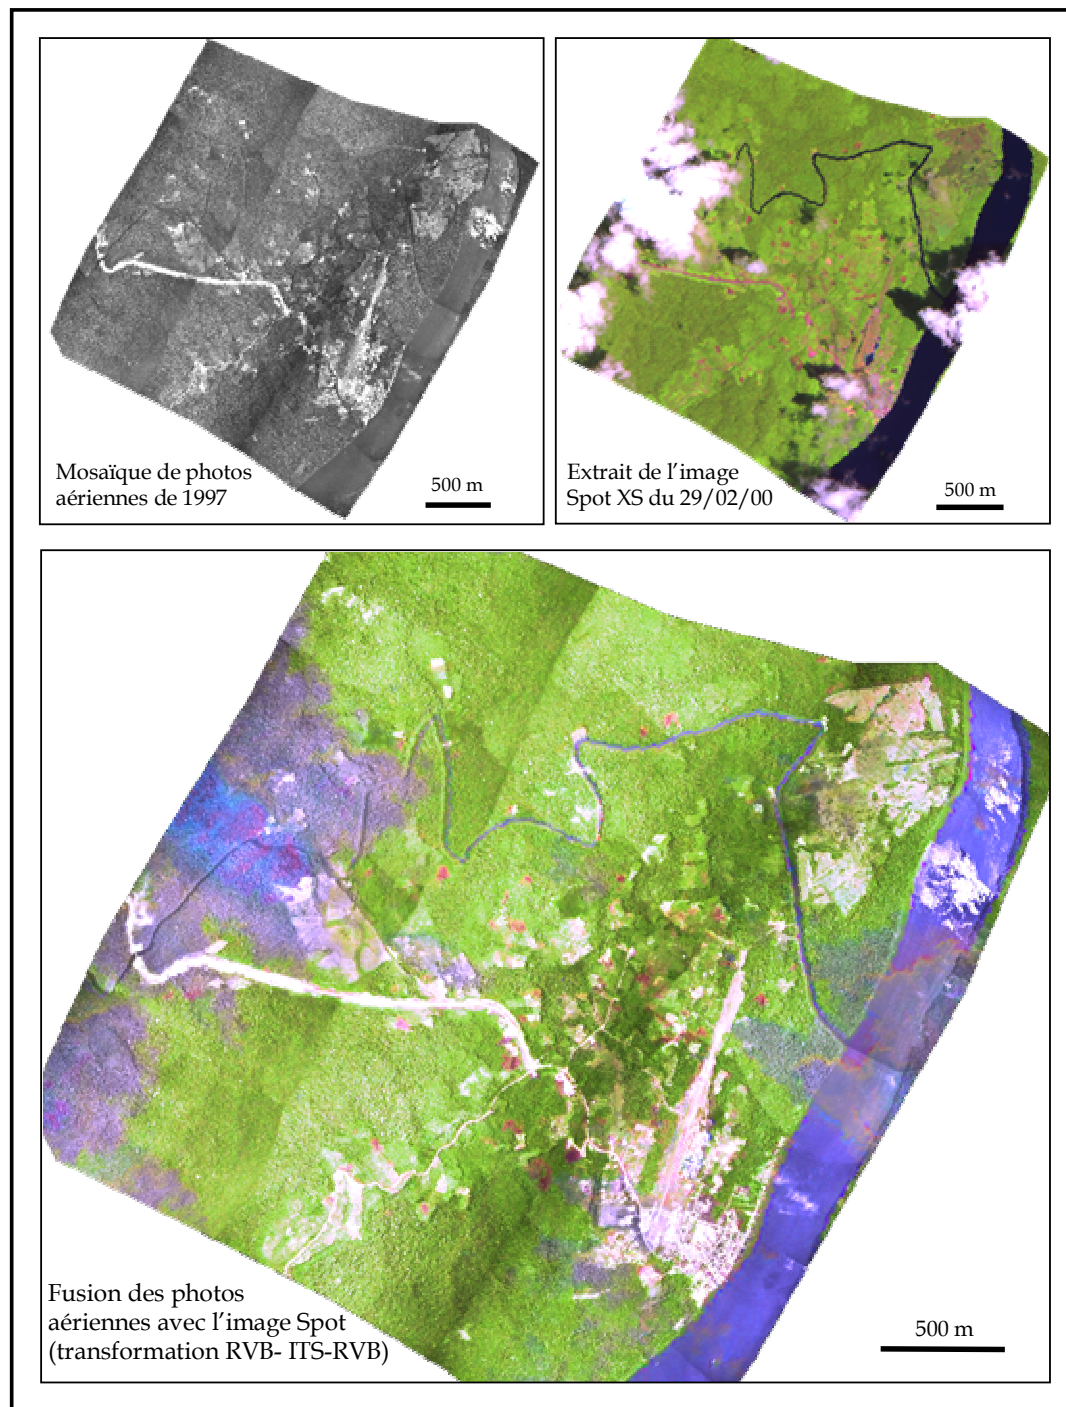 Mosaïque de photos
aériennes de 1997
500 m
Extrait de l'image
Spot XS du 29/02/00
500 m
Fusion des photos
aériennes avec l'image Spot
(transformation RVB- ITS-RVB)
500 m